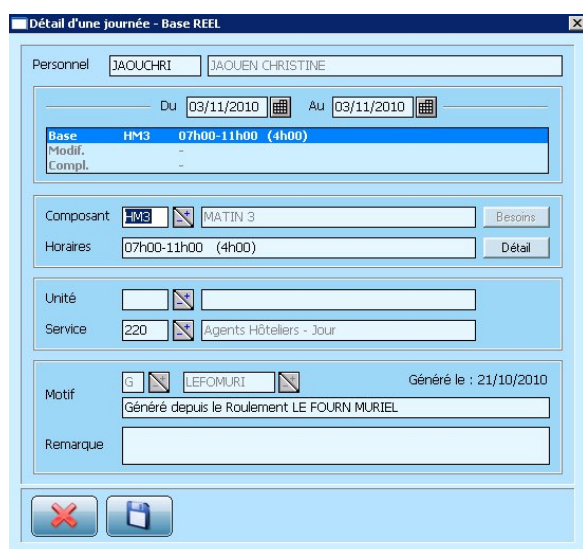 Détail d'une journée - Base REEL
Personnel JAOUCHRI JAOUEN CHRISTINE
Du 03/11/2010 Au 03/11/2010
Base HM3 07h00-11h00 (4h00)
Modif. -
Compl. -
Composant HM3 MATIN 3 Besoins
Horaires 07h00-11h00 (4h00) Détail
Unité
Service 220 Agents Hôteliers - Jour
Motif G LEFOMURI Généré le : 21/10/2010
Généré depuis le Roulement LE FOURN MURIEL
Remarque